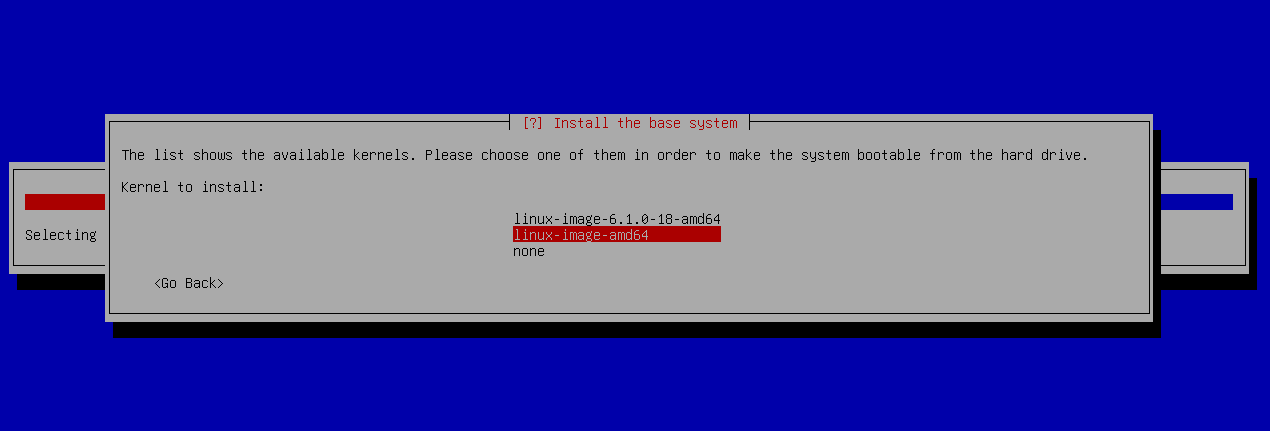 [?] Install the base system
The list shows the available kernels. Please choose one of them in order to make the system bootable from the hard drive.
Kernel to install:
linux-image-6.1.0-18-amd64
Selecting
linux-image-amd64
none
<Go Back>